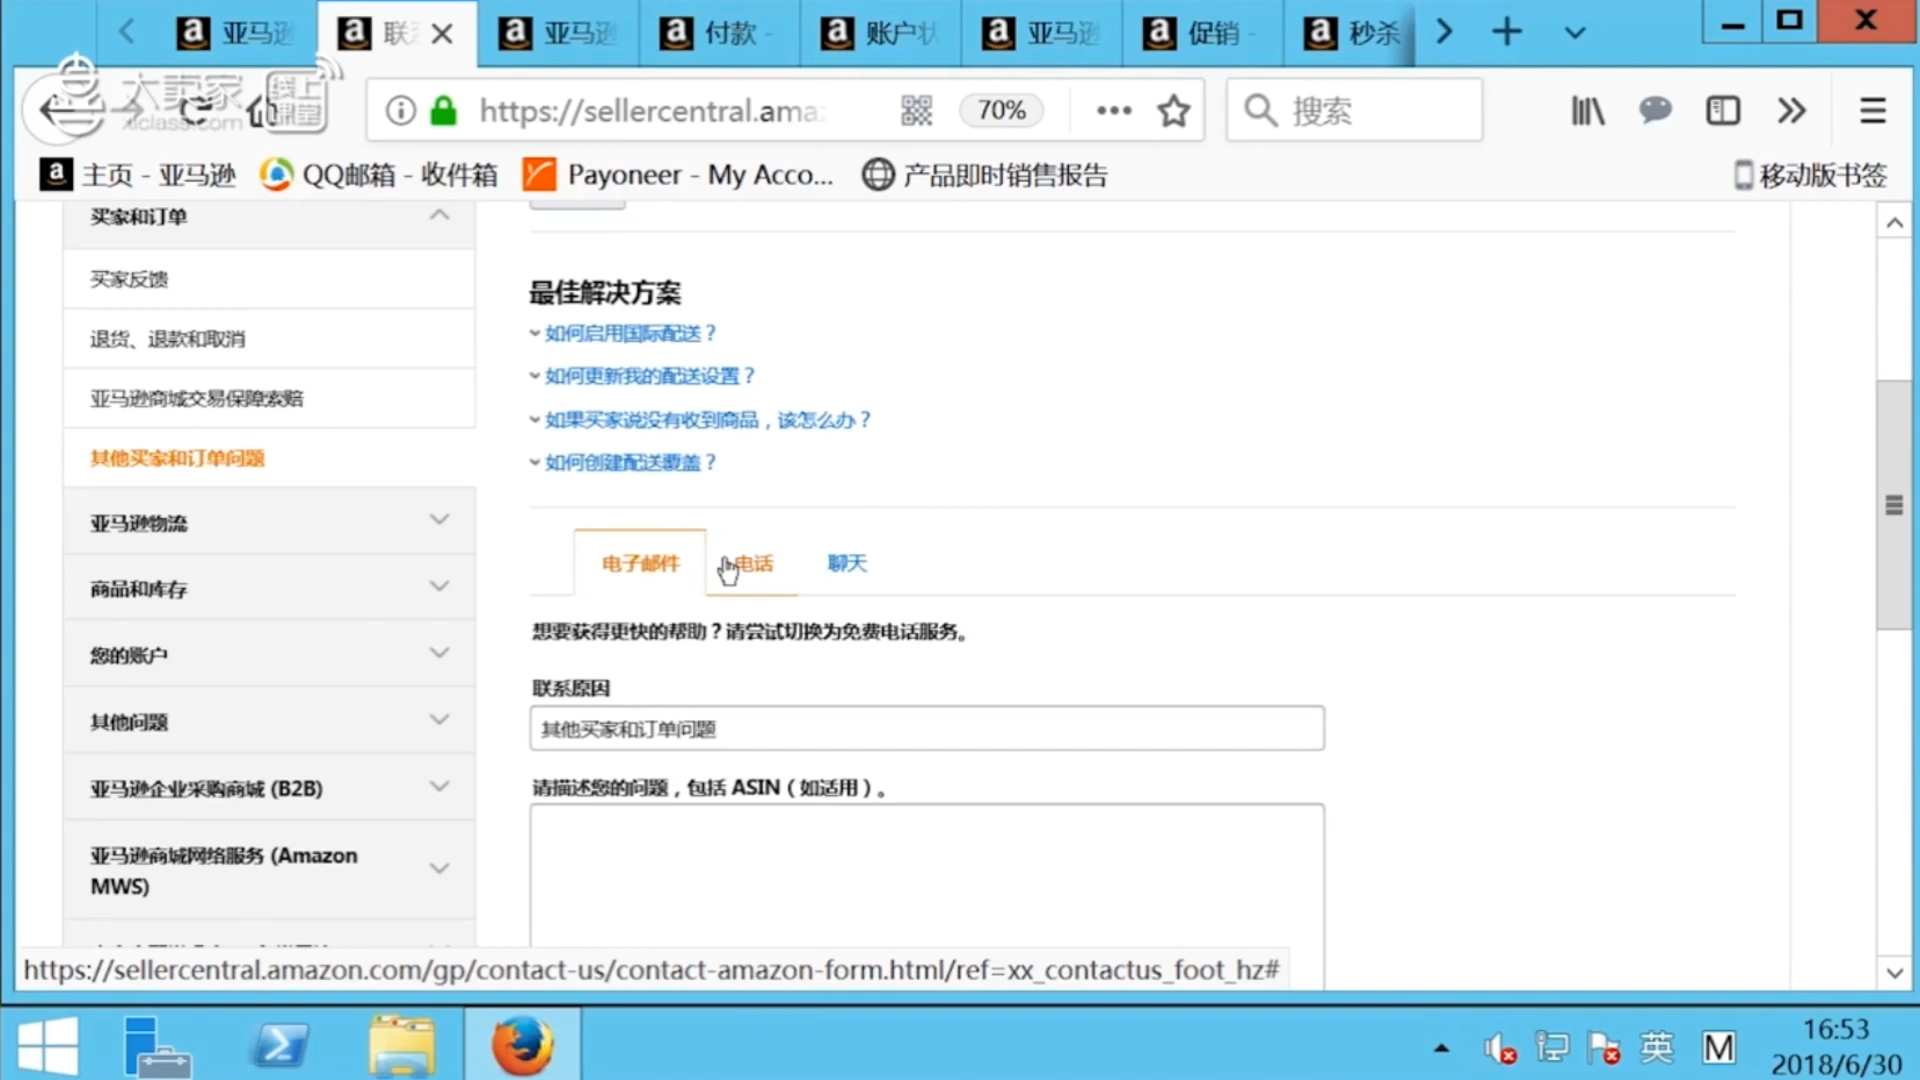 亚马逊
联
亚马逊
付款 -
账户状
亚马逊
促销 -
秒杀
大卖家 线上课堂
xlclass.com
https://sellercentral.ama
70%
搜索
主页 - 亚马逊
QQ邮箱 - 收件箱
Payoneer - My Acco...
产品即时销售报告
移动版书签
买家和订单
买家反馈
退货、退款和取消
亚马逊商城交易保障索赔
其他买家和订单问题
亚马逊物流
商品和库存
您的账户
其他问题
亚马逊企业采购商城 (B2B)
亚马逊商城网络服务 (Amazon
MWS)
最佳解决方案
如何启用国际配送？
如何更新我的配送设置？
如果买家说没有收到商品，该怎么办？
如何创建配送覆盖？
电子邮件
电话
聊天
想要获得更快的帮助？请尝试切换为免费电话服务。
联系原因
其他买家和订单问题
请描述您的问题，包括 ASIN（如适用）。
https://sellercentral.amazon.com/gp/contact-us/contact-amazon-form.html/ref=xx_contactus_foot_hz#
英
M
16:53
2018/6/30